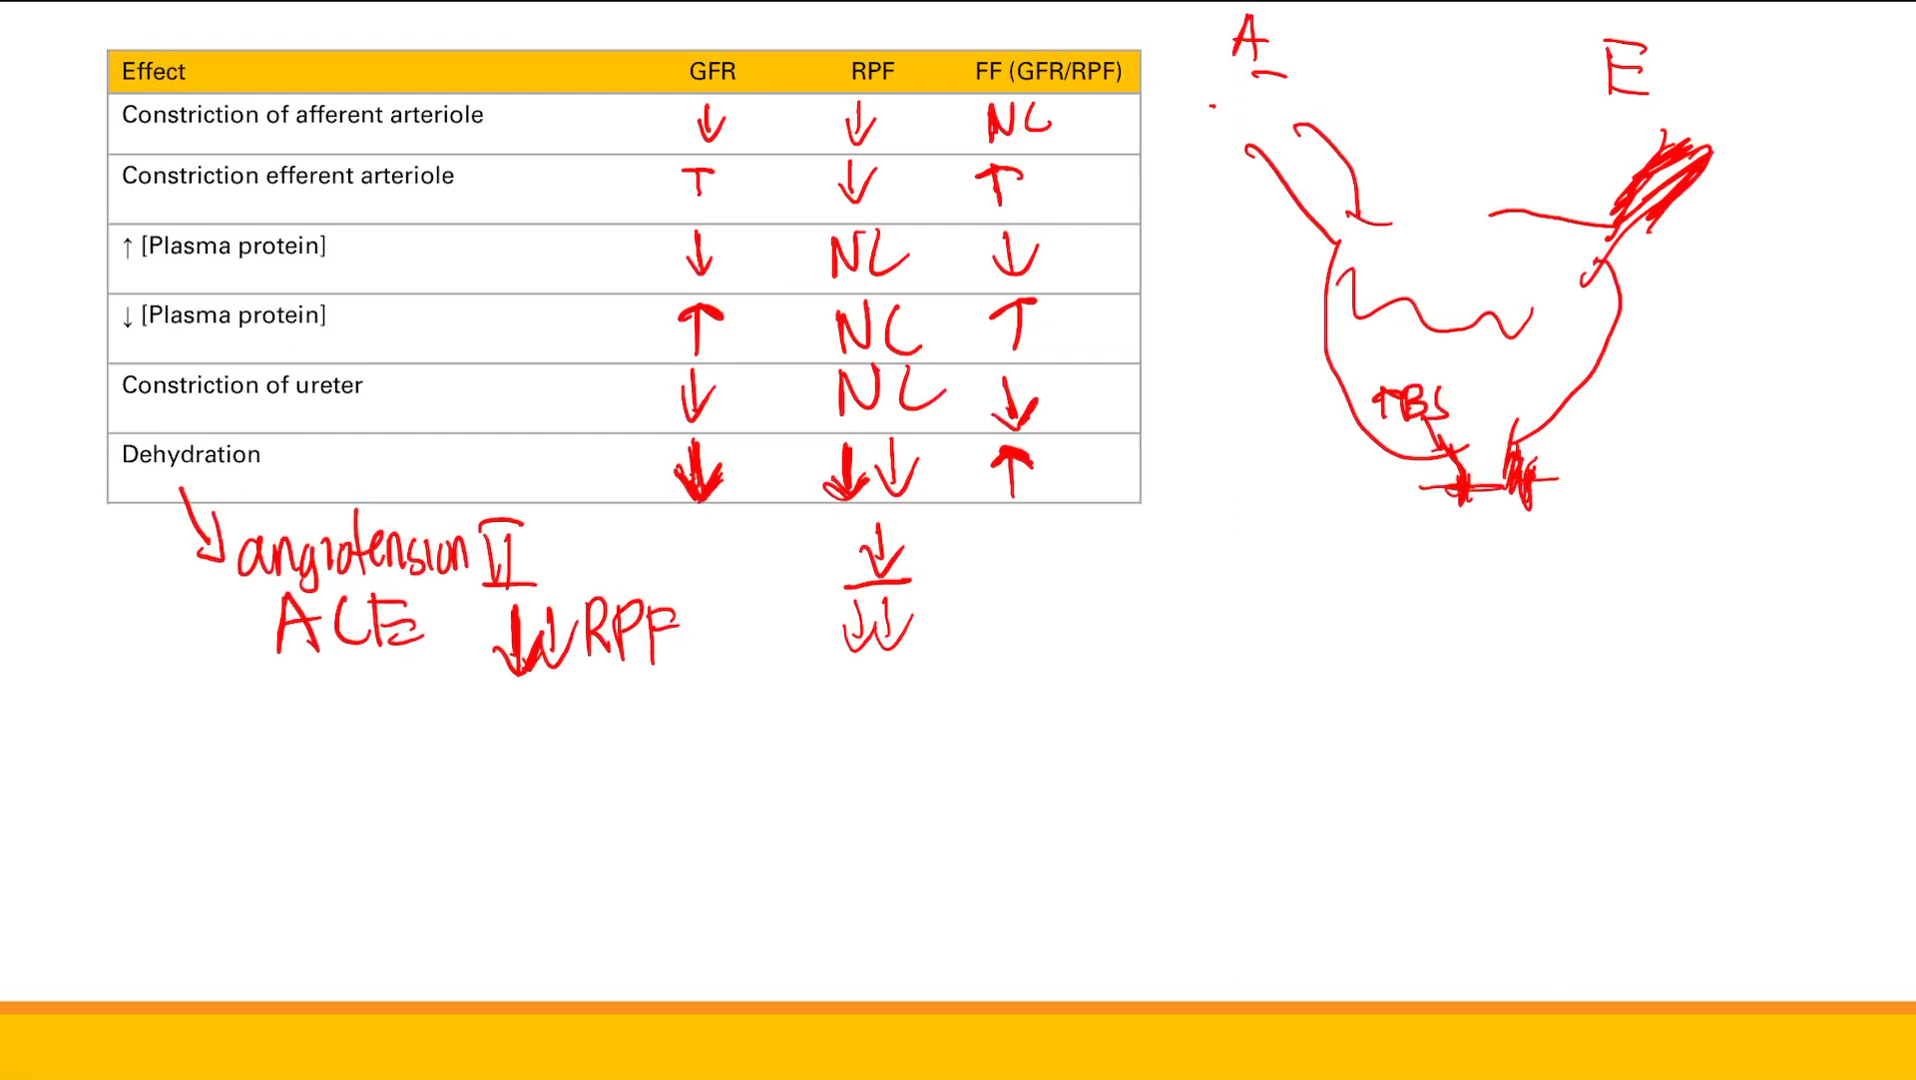 A
E
Effect GFR RPF FF (GFR/RPF)
Constriction of afferent arteriole ↓ ↓ NC
Constriction efferent arteriole ↑ ↓ ↑
↑ [Plasma protein] ↓ NC ↓
↓ [Plasma protein] ↑ NC ↑
Constriction of ureter ↓ NC ↓
Dehydration ↓ ↓↓ ↑
↑BS
angiotension II ↓
ACE ↓↓ RPF ↓↓